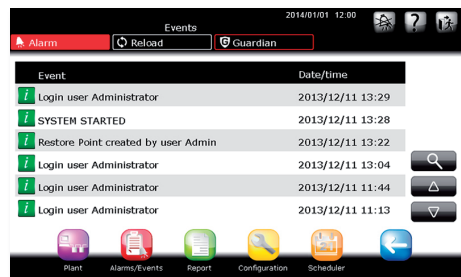 2014/01/01 12:00
Events
Alarm Reload Guardian
Event Date/time
Login user Administrator 2013/12/11 13:29
SYSTEM STARTED 2013/12/11 13:28
Restore Point created by user Admin 2013/12/11 13:22
Login user Administrator 2013/12/11 13:04
Login user Administrator 2013/12/11 11:44
Login user Administrator 2013/12/11 11:13
Plant Alarms/Events Report Configuration Scheduler